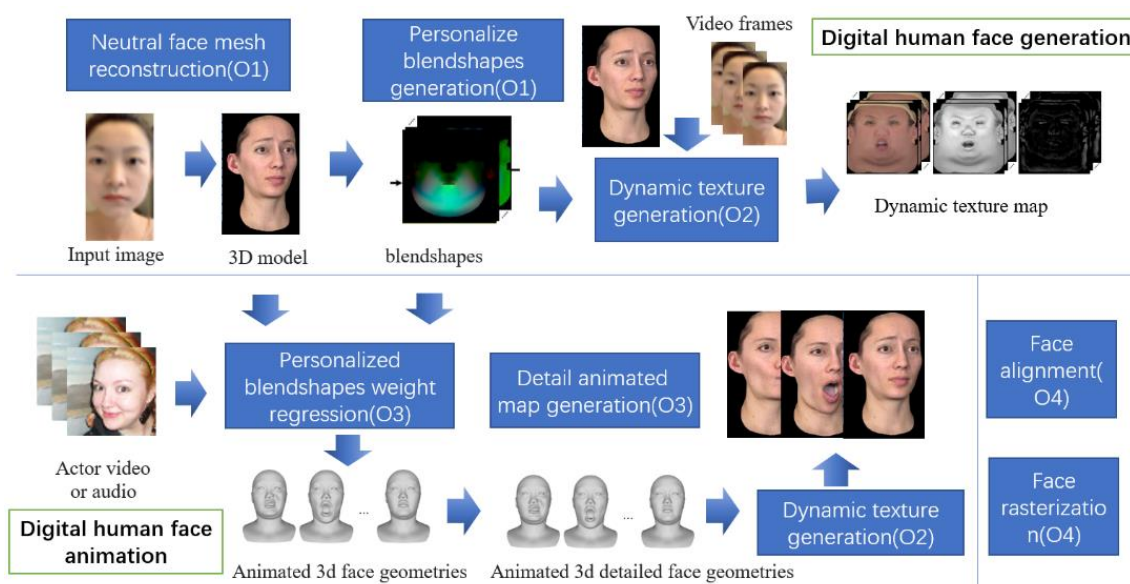 Neutral face mesh
reconstruction(O1)
Personalize
blendshapes
generation(O1)
Video frames
Digital human face generation
Dynamic texture
generation(O2)
Dynamic texture map
Input image
3D model
blendshapes
Personalized
blendshapes weight
regression(O3)
Detail animated
map generation(O3)
Face
alignment(
O4)
Actor video
or audio
...
...
Face
rasterizatio
n(O4)
Dynamic texture
generation(O2)
Digital human face
animation
Animated 3d face geometries
Animated 3d detailed face geometries